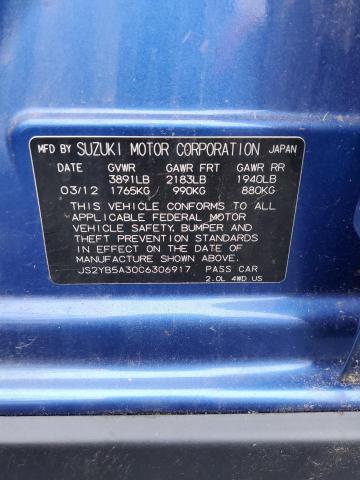 MFD BY SUZUKI MOTOR CORPORATION JAPAN
DATE GVWR GAWR FRT GAWR RR
3891LB 2183LB 1940LB
03/12 1765KG 990KG 880KG
THIS VEHICLE CONFORMS TO ALL
APPLICABLE FEDERAL MOTOR
VEHICLE SAFETY, BUMPER AND
THEFT PREVENTION STANDARDS
IN EFFECT ON THE DATE OF
MANUFACTURE SHOWN ABOVE.
JS2YB5A30C6306917 PASS CAR
2.0L 4WD US